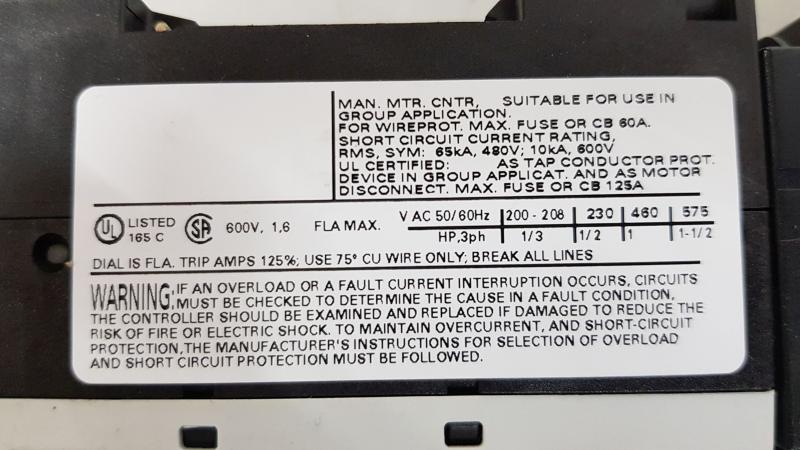 MAN. MTR. CNTR, SUITABLE FOR USE IN
GROUP APPLICATION.
FOR WIREPROT. MAX. FUSE OR CB 60A.
SHORT CIRCUIT CURRENT RATING,
RMS, SYM: 65kA, 480V; 10kA, 600V
UL CERTIFIED: AS TAP CONDUCTOR PROT.
DEVICE IN GROUP APPLICAT. AND AS MOTOR
DISCONNECT. MAX. FUSE OR CB 125A
UL LISTED
165 C
SA 600V, 1,6 FLA MAX.
V AC 50/60Hz 200 - 208 230 460 575
HP,3ph 1/3 1/2 1 1-1/2
DIAL IS FLA. TRIP AMPS 125%; USE 75° CU WIRE ONLY; BREAK ALL LINES
WARNING: IF AN OVERLOAD OR A FAULT CURRENT INTERRUPTION OCCURS, CIRCUITS
MUST BE CHECKED TO DETERMINE THE CAUSE IN A FAULT CONDITION,
THE CONTROLLER SHOULD BE EXAMINED AND REPLACED IF DAMAGED TO REDUCE THE
RISK OF FIRE OR ELECTRIC SHOCK. TO MAINTAIN OVERCURRENT, AND SHORT-CIRCUIT
PROTECTION,THE MANUFACTURER'S INSTRUCTIONS FOR SELECTION OF OVERLOAD
AND SHORT CIRCUIT PROTECTION MUST BE FOLLOWED.